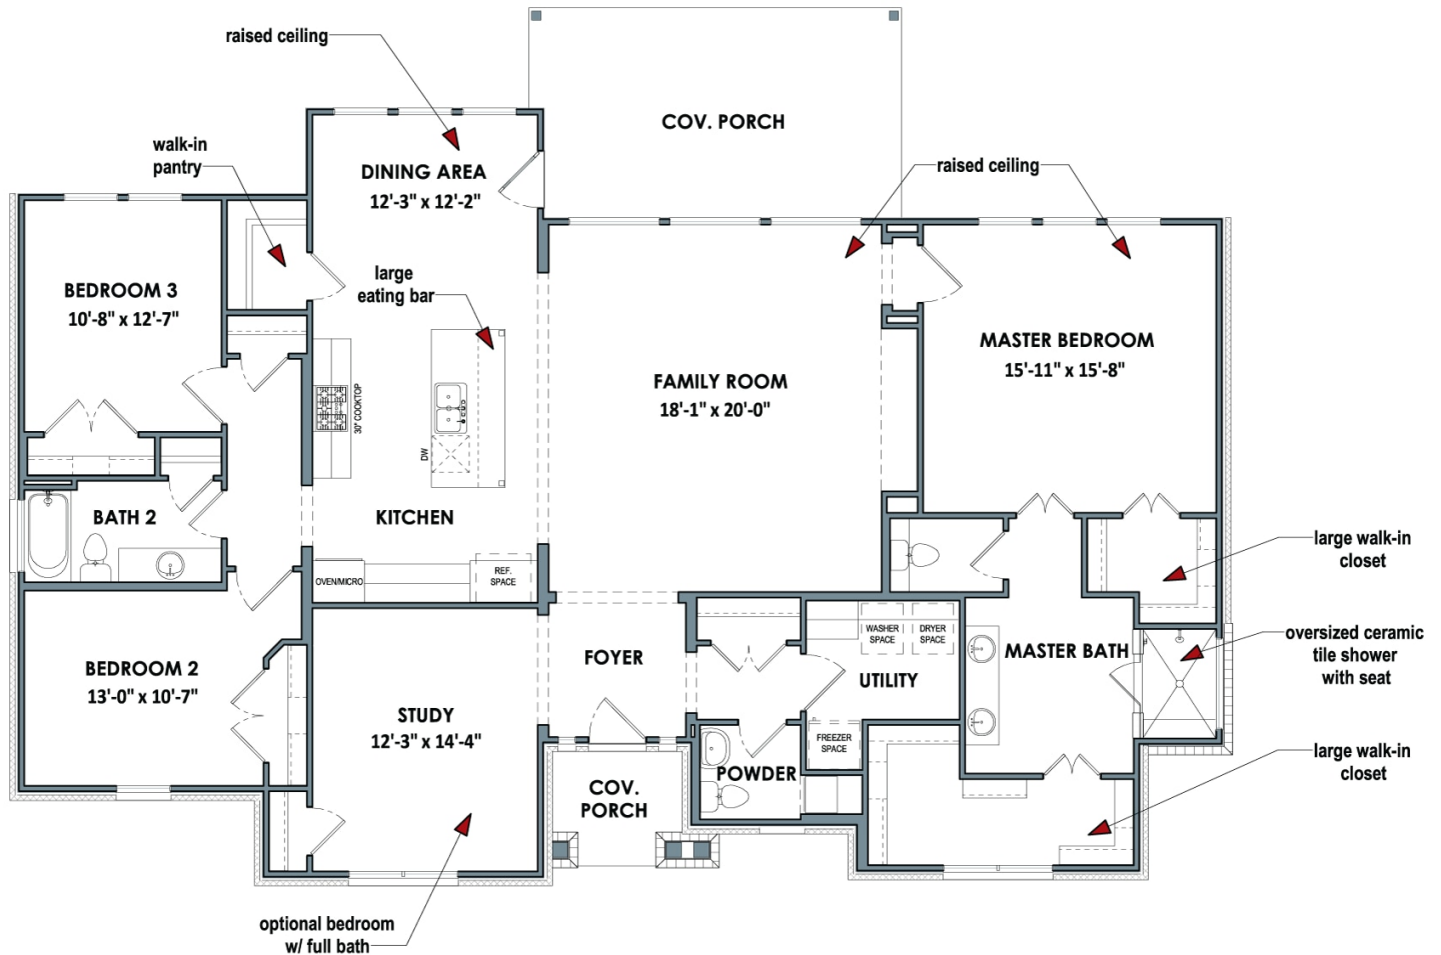 raised ceiling
COV. PORCH
walk-in
pantry
DINING AREA
12'-3" x 12'-2"
raised ceiling
large
eating bar
BEDROOM 3
10'-8" x 12'-7"
MASTER BEDROOM
15'-11" x 15'-8"
FAMILY ROOM
18'-1" x 20'-0"
30" COOKTOP
DW
BATH 2
KITCHEN
large walk-in
closet
OVEN/MICRO
REF.
SPACE
WASHER
SPACE
DRYER
SPACE
oversized ceramic
tile shower
with seat
FOYER
MASTER BATH
BEDROOM 2
13'-0" x 10'-7"
UTILITY
STUDY
12'-3" x 14'-4"
FREEZER
SPACE
POWDER
large walk-in
closet
COV.
PORCH
optional bedroom
w/ full bath